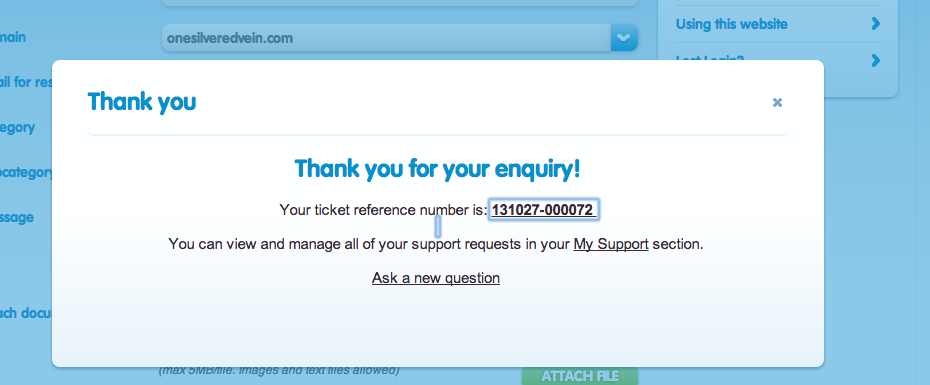 main
onesilveredvein.com
Using this website
Lost Login?
ail for res
egory
ocategory
ssage
ach docu
Thank you
Thank you for your enquiry!
Your ticket reference number is: 131027-000072
You can view and manage all of your support requests in your My Support section.
Ask a new question
(max 5MB/file. Images and text files allowed)
ATTACH FILE